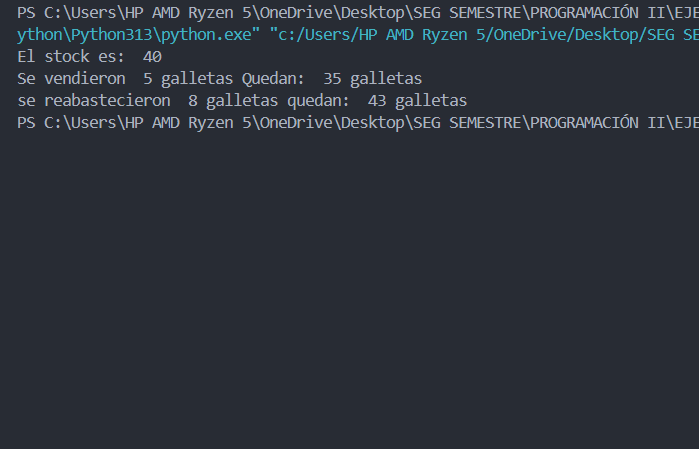 PS C:\Users\HP AMD Ryzen 5\OneDrive\Desktop\SEG SEMESTRE\PROGRAMACIÓN II\EJE
ython\Python313\python.exe" "c:/Users/HP AMD Ryzen 5/OneDrive/Desktop/SEG SE
El stock es:  40
Se vendieron  5 galletas Quedan:  35 galletas
se reabastecieron  8 galletas quedan:  43 galletas
PS C:\Users\HP AMD Ryzen 5\OneDrive\Desktop\SEG SEMESTRE\PROGRAMACIÓN II\EJE